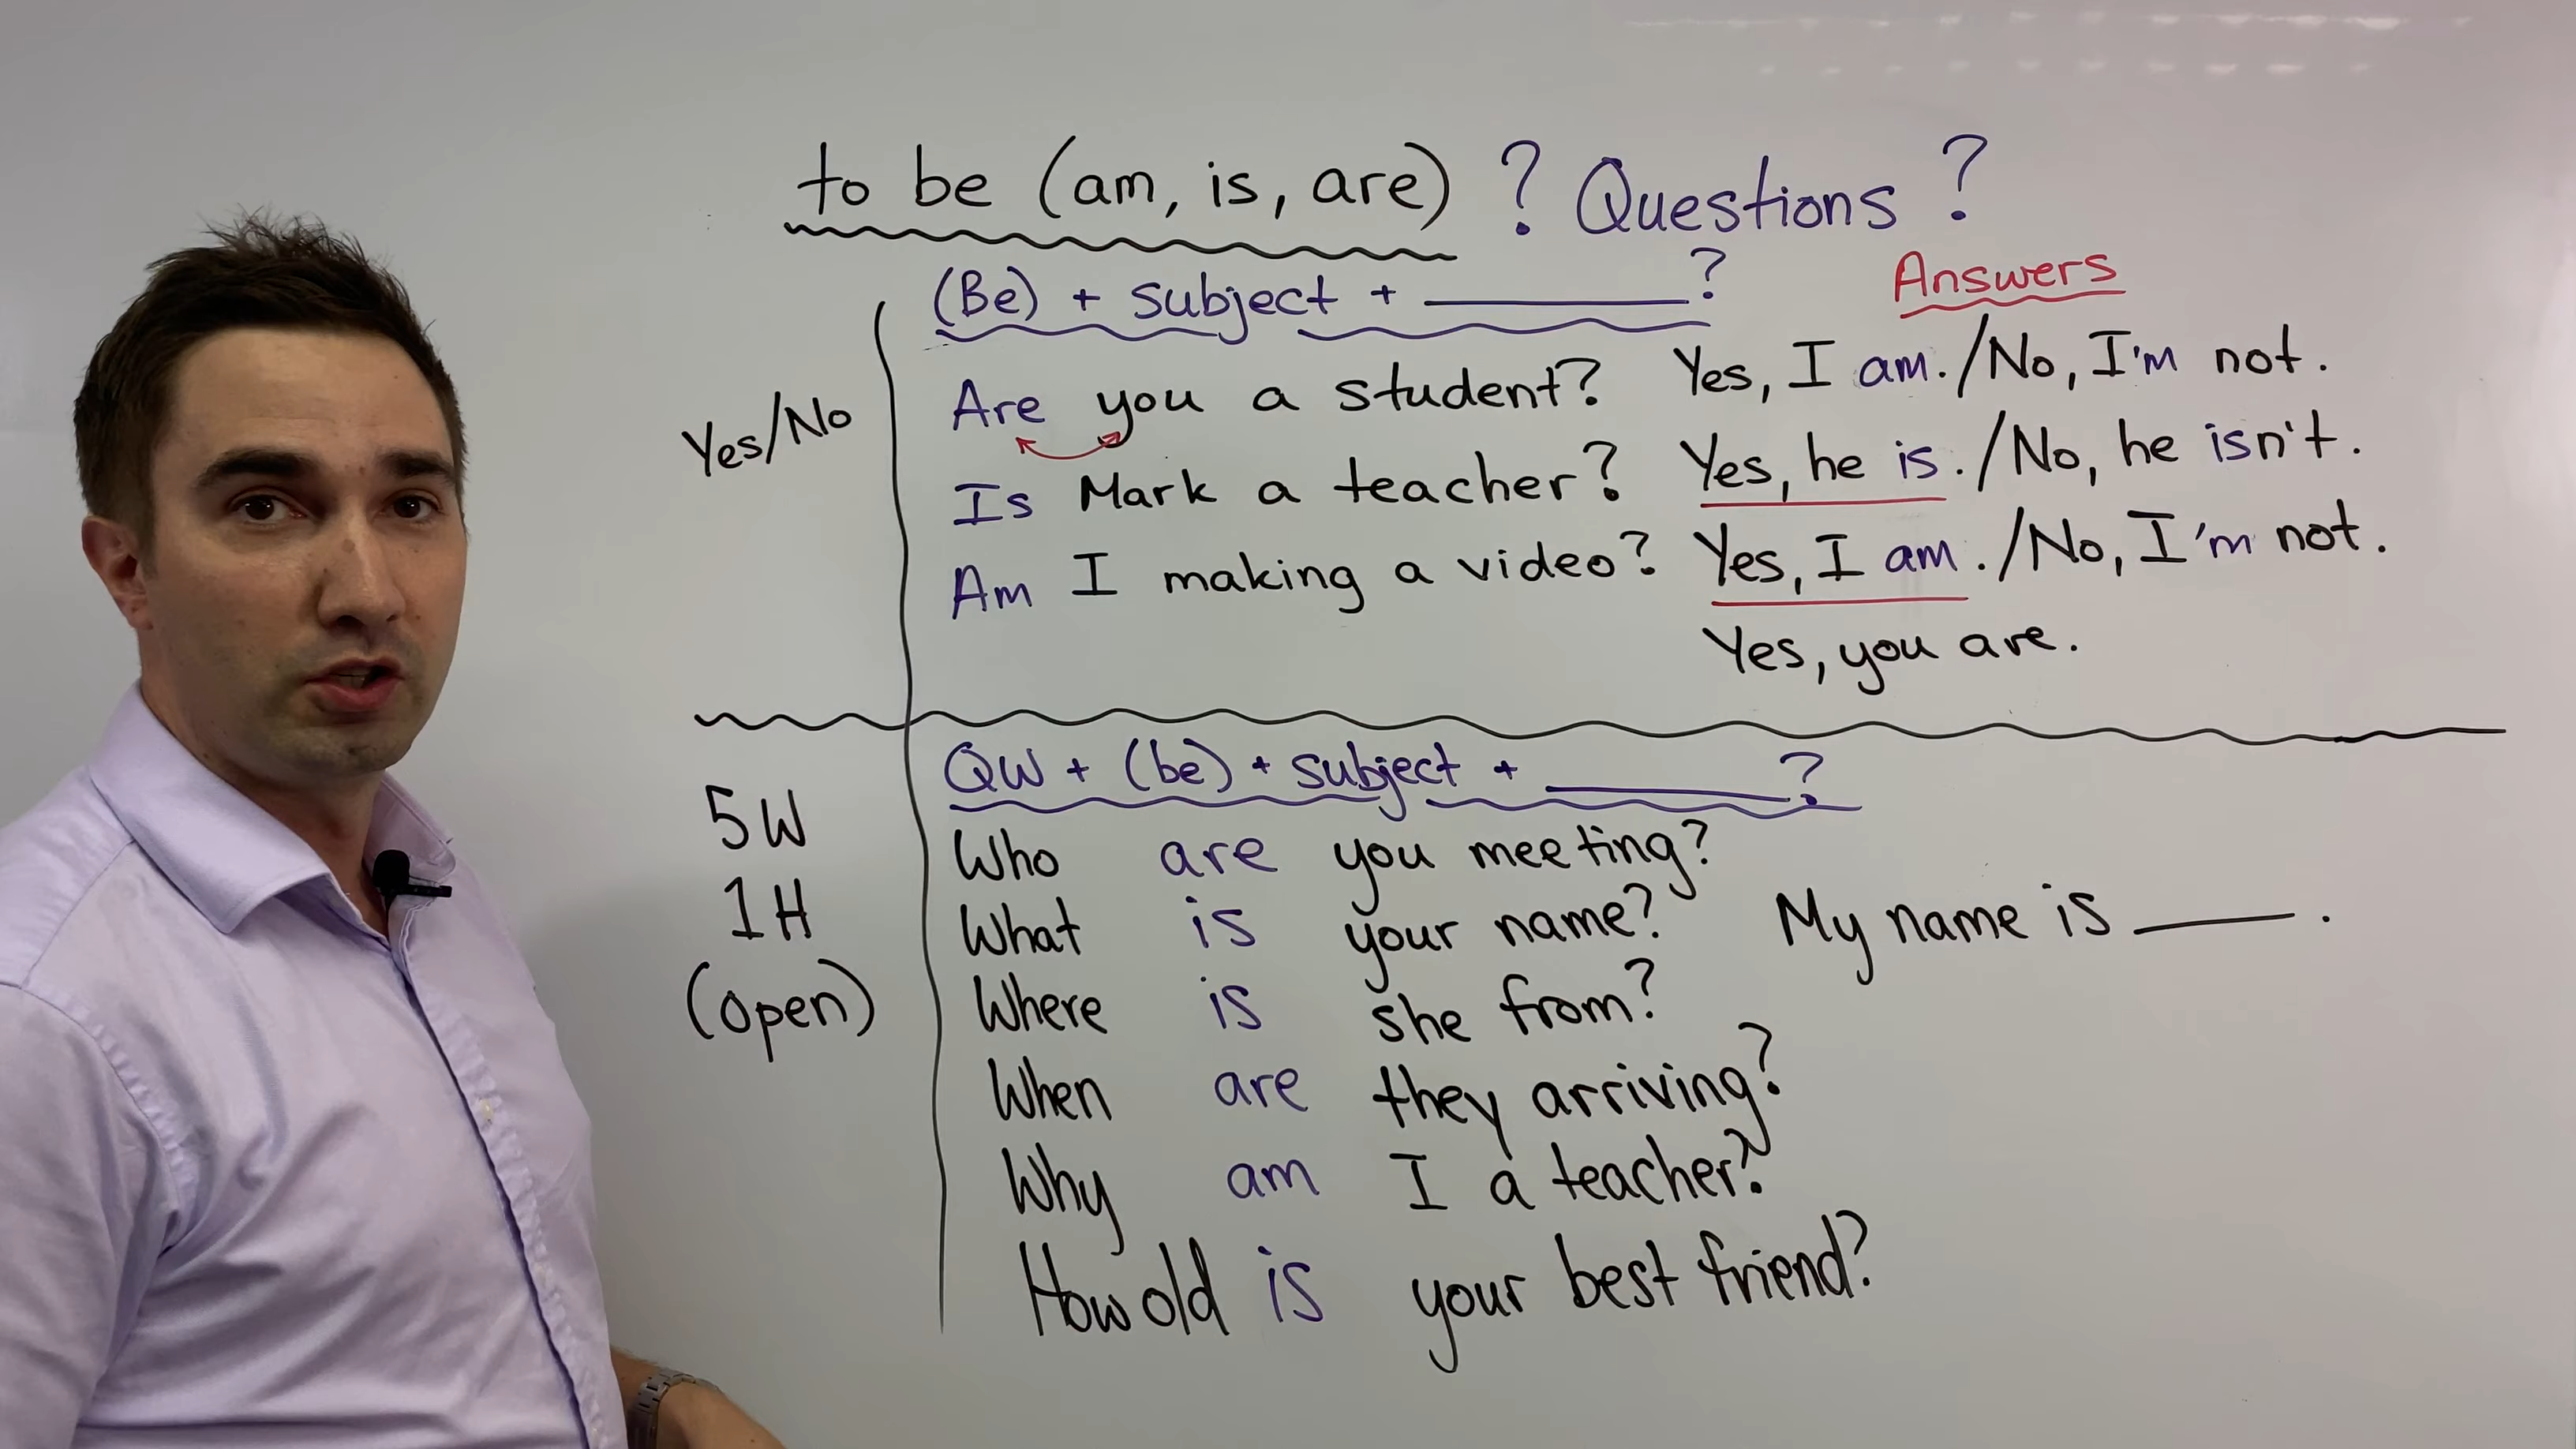 to be (am, is, are) ? Questions ?
(Be) + subject + ______?
Answers
Yes/No
Are you a student? Yes, I am./No, I'm not.
Is Mark a teacher? Yes, he is./No, he isn't.
Am I making a video? Yes, I am./No, I'm not.
Yes, you are.
QW + (be) + subject + ______?
5W
1H
(open)
Who are you meeting?
What is your name? My name is ______.
Where is she from?
When are they arriving?
Why am I a teacher?
How old is your best friend?